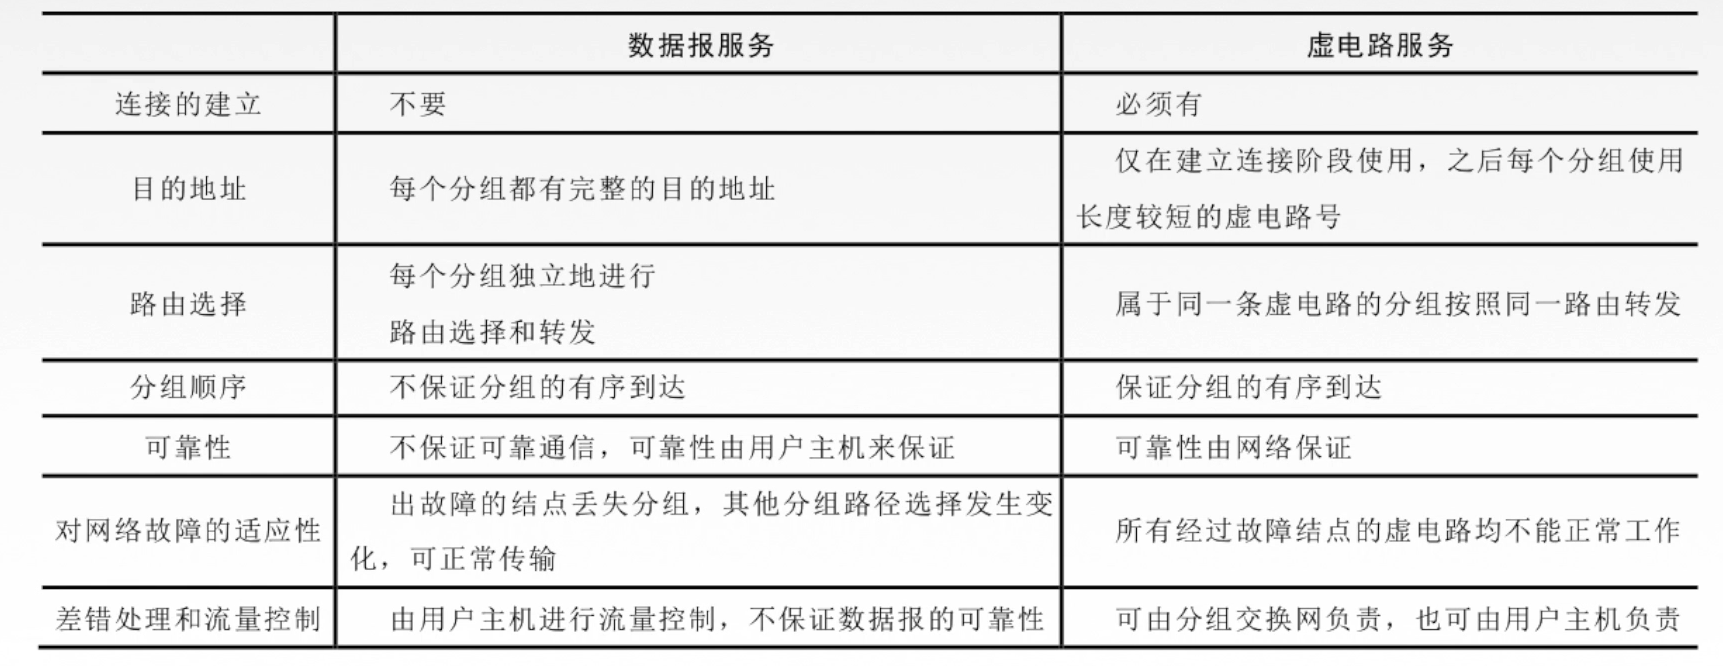 数据报服务 虚电路服务
连接的建立 不要 必须有
目的地址 每个分组都有完整的目的地址 仅在建立连接阶段使用，之后每个分组使用
长度较短的虚电路号
路由选择 每个分组独立地进行
路由选择和转发 属于同一条虚电路的分组按照同一路由转发
分组顺序 不保证分组的有序到达 保证分组的有序到达
可靠性 不保证可靠通信，可靠性由用户主机来保证 可靠性由网络保证
对网络故障的适应性 出故障的结点丢失分组，其他分组路径选择发生变
化，可正常传输 所有经过故障结点的虚电路均不能正常工作
差错处理和流量控制 由用户主机进行流量控制，不保证数据报的可靠性 可由分组交换网负责，也可由用户主机负责